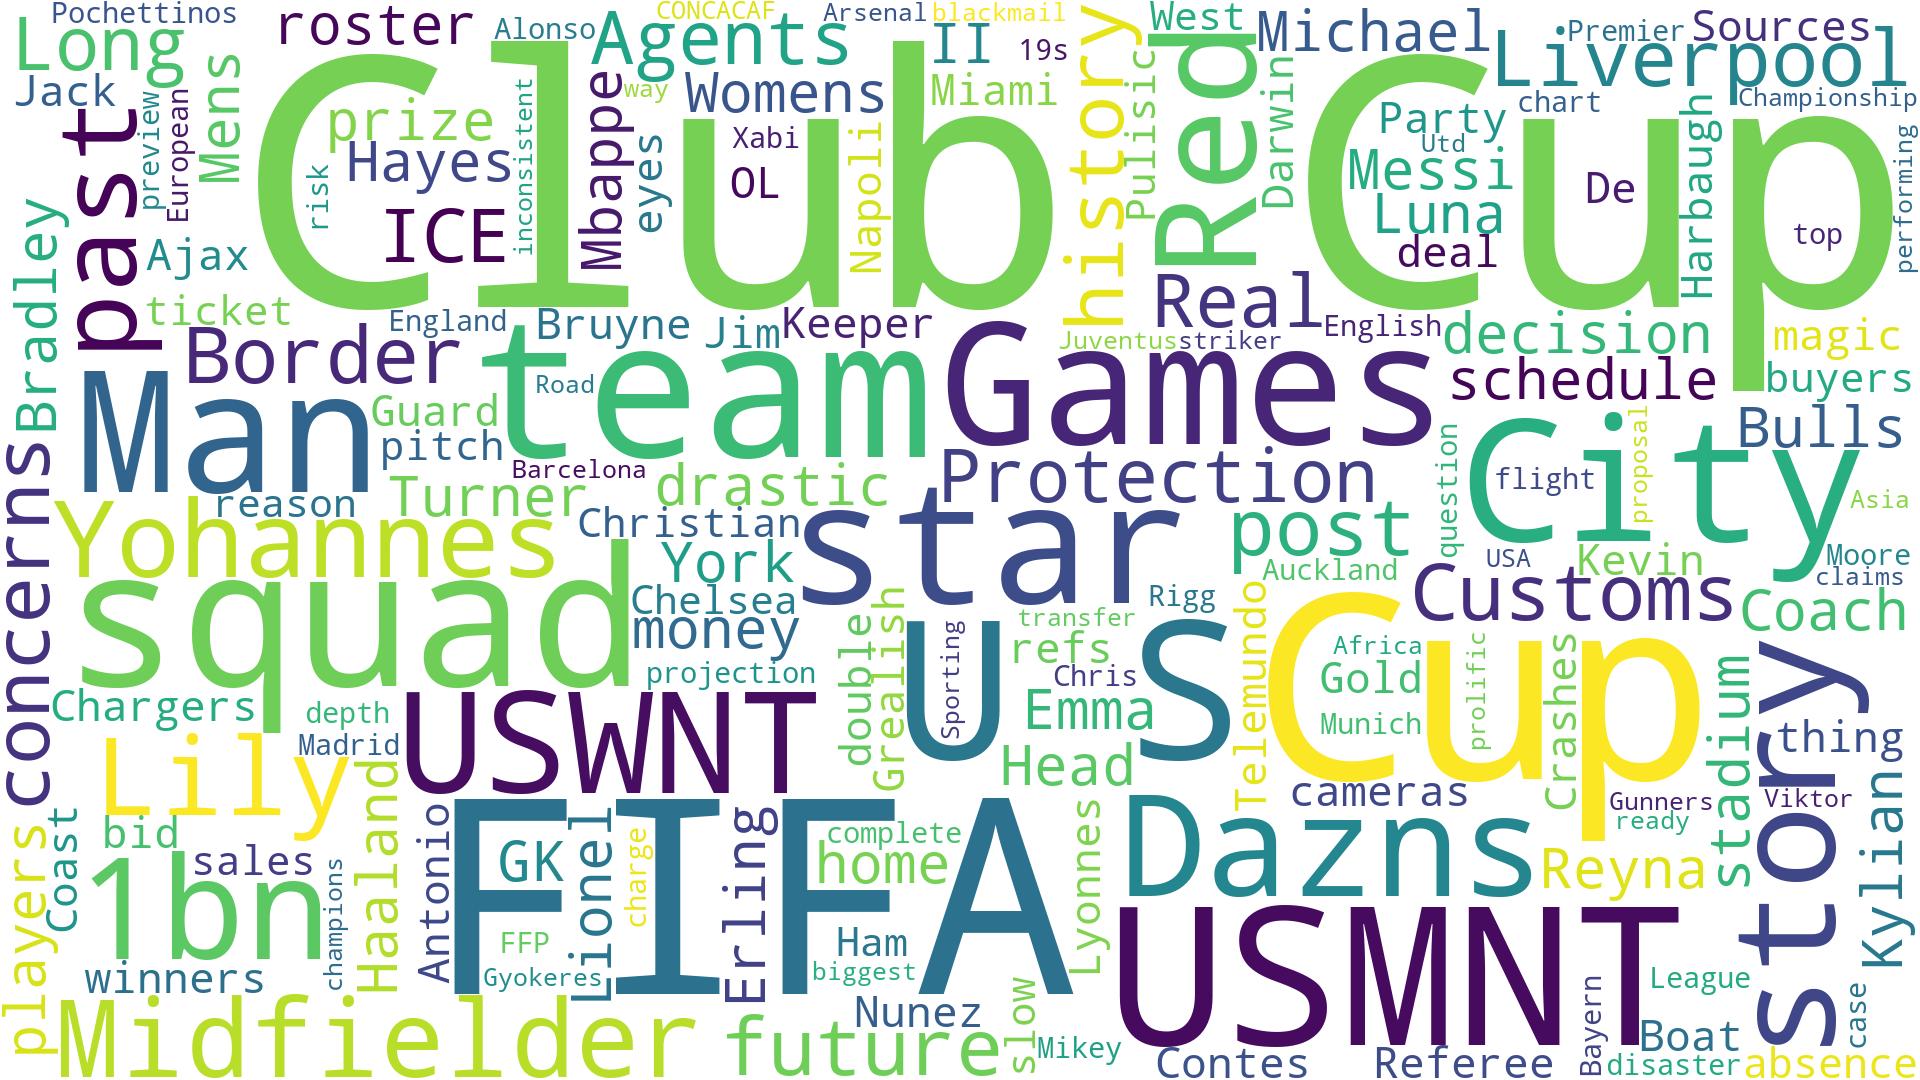 Pochettinos
CONCACAF
Arsenal
blackmail
West
Michael
Premier
Sources
Long
roster
Alonso
Agents
II
19s
Liverpool
Jack
Mens
Club
Womens
Miami
history
Pulisic
Red
Darwin
Cup
Party
chart
Championship
past
preview
European
prize
inconsistent
Mbappe
way
eyes
Xabi
Napoli
Utd
Messi
Harbaugh
performing
Hayes
risk
OL
De
Luna
ICE
deal
top
Bradley
Ajax
ticket
England
Bruyne
Jim
Keeper
Real
English
decision
magic
Border
team
Games
Juventus
striker
schedule
buyers
Man
Road
Guard
pitch
Barcelona
Protection
question
City
flight
proposal
Bulls
Asia
concerns
reason
Turner
drastic
star
post
Yohannes
Christian
York
Auckland
USA
Kevin
Moore
claims
squad
Chelsea
money
Grealish
double
transfer
Rigg
Telemundo
Cup
Customs
Coach
projection
U
S
Sporting
refs
Chris
Africa
Gold
prolific
Crashes
stadium
story
Chargers
depth
Madrid
USWNT
Emma
Munich
thing
Lily
Haaland
Head
cameras
Gunners
ready
Viktor
Kylian
players
Coast
bid
sales
Antonio
FIFA
GK
Lionel
charge
Erling
complete
home
Lyonnes
Dazns
Reyna
1bn
champions
winners
FFP
Gyokeres
Ham
biggest
USMNT
League
case
Midfielder
future
Nunez
slow
Mikey
Contes
Referee
Bayern
Boat
disaster
absence